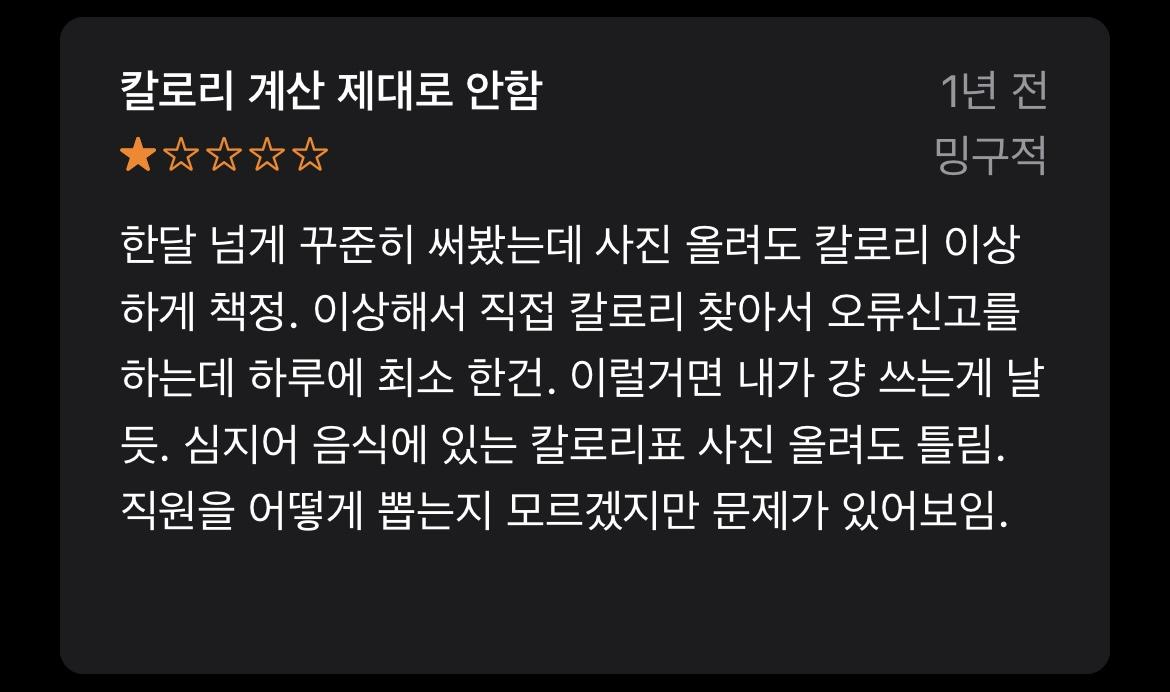 칼로리 계산 제대로 안함
1년 전
밍구적
한달 넘게 꾸준히 써봤는데 사진 올려도 칼로리 이상
하게 책정. 이상해서 직접 칼로리 찾아서 오류신고를
하는데 하루에 최소 한건. 이럴거면 내가 걍 쓰는게 날
듯. 심지어 음식에 있는 칼로리표 사진 올려도 틀림.
직원을 어떻게 뽑는지 모르겠지만 문제가 있어보임.